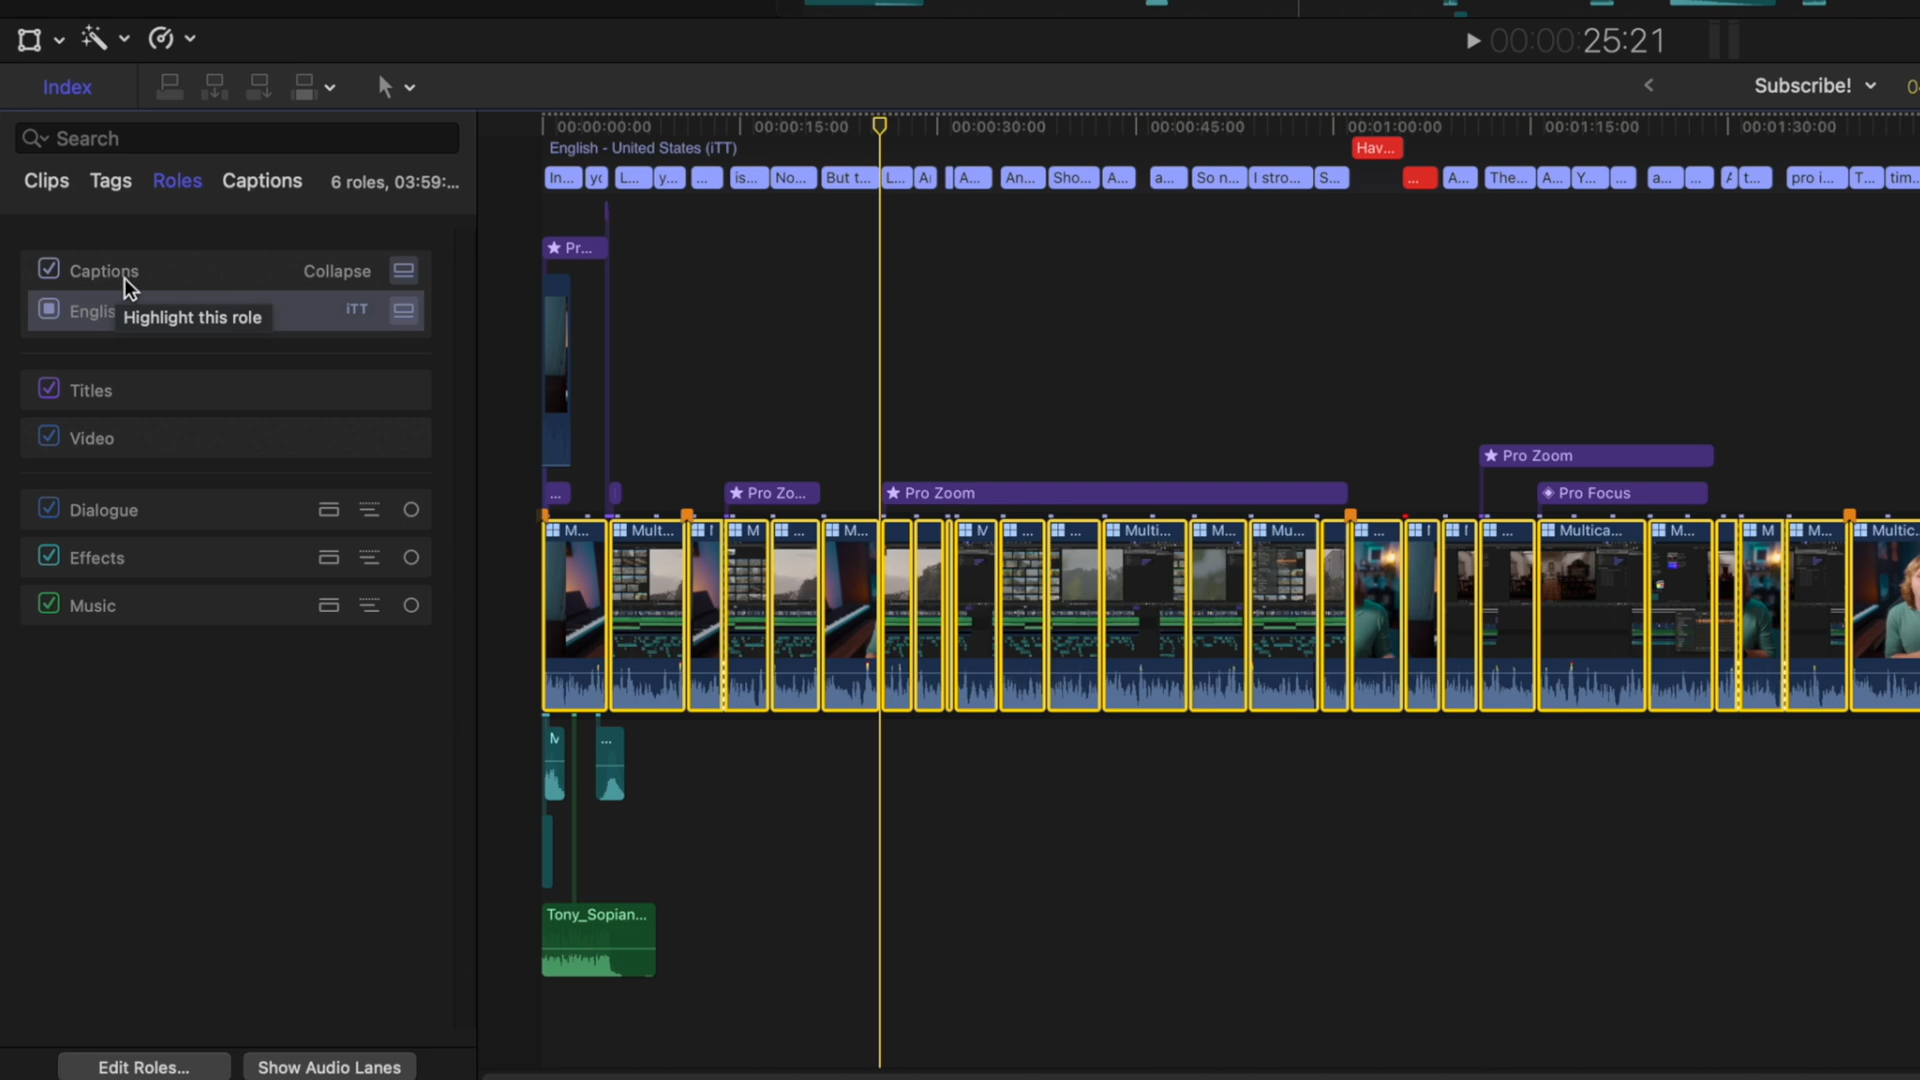 00:00:25:21
Index
Subscribe!
Search
Clips Tags Roles Captions 6 roles, 03:59:...
Captions Collapse
Englis iTT
Highlight this role
Titles
Video
Dialogue
Effects
Music
Edit Roles... Show Audio Lanes
00:00:00:00 00:00:15:00 00:00:30:00 00:00:45:00 00:01:00:00 00:01:15:00 00:01:30:00
English - United States (iTT) Hav...
In... yo L... y... ... is... No... But t... L... A... An... Sho... A... a... So n... I stro... S... ... A... The... A... Y... ... a... ... t... pro i... T... tim...
Pr...
Pro Zoom
... Pro Zo... Pro Zoom Pro Focus
M... Mult... M ... M... M ... ... Multi... M... Mu... ... ... Multica... M... M M... Multic...
M ...
Tony_Sopian...